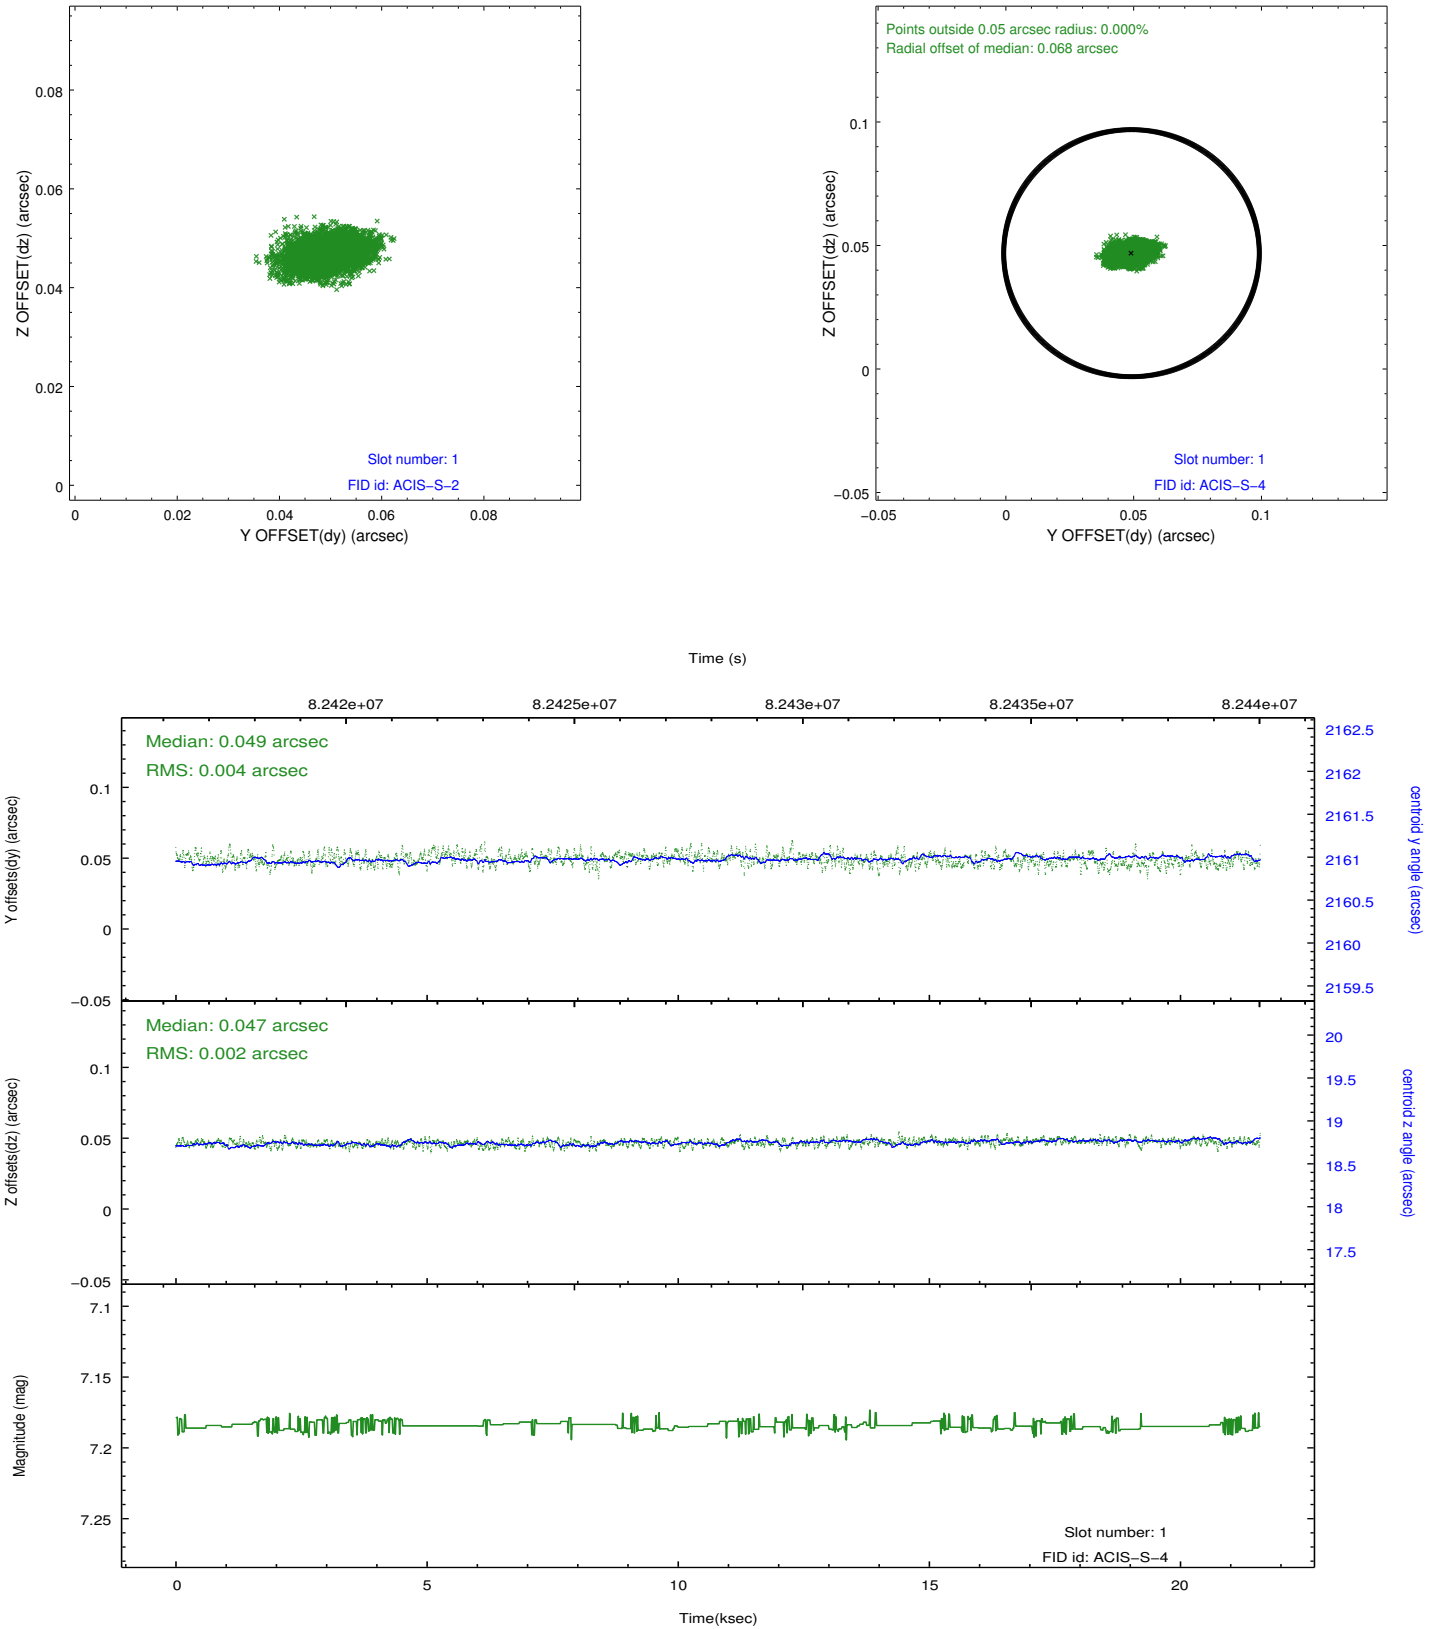 0.08
0.06
0.04
0.02
0
Z OFFSET(dz) (arcsec)
Slot number: 1
FID id: ACIS−S−2
0 0.02 0.04 0.06 0.08
Y OFFSET(dy) (arcsec)
Points outside 0.05 arcsec radius: 0.000%
Radial offset of median: 0.068 arcsec
0.1
0.05
0
−0.05
Z OFFSET(dz) (arcsec)
Slot number: 1
FID id: ACIS−S−4
−0.05 0 0.05 0.1
Y OFFSET(dy) (arcsec)
Time (s)
8.242e+07 8.2425e+07 8.243e+07 8.2435e+07 8.244e+07
Median: 0.049 arcsec
RMS: 0.004 arcsec
0.1
0.05
0
−0.05
Y offsets(dy) (arcsec)
2162.5
2162
2161.5
2161
2160.5
2160
2159.5
centroid y angle (arcsec)
Median: 0.047 arcsec
RMS: 0.002 arcsec
0.1
0.05
0
−0.05
Z offsets(dz) (arcsec)
20
19.5
19
18.5
18
17.5
centroid z angle (arcsec)
7.1
7.15
7.2
7.25
Magnitude (mag)
Slot number: 1
FID id: ACIS−S−4
0 5 10 15 20
Time(ksec)